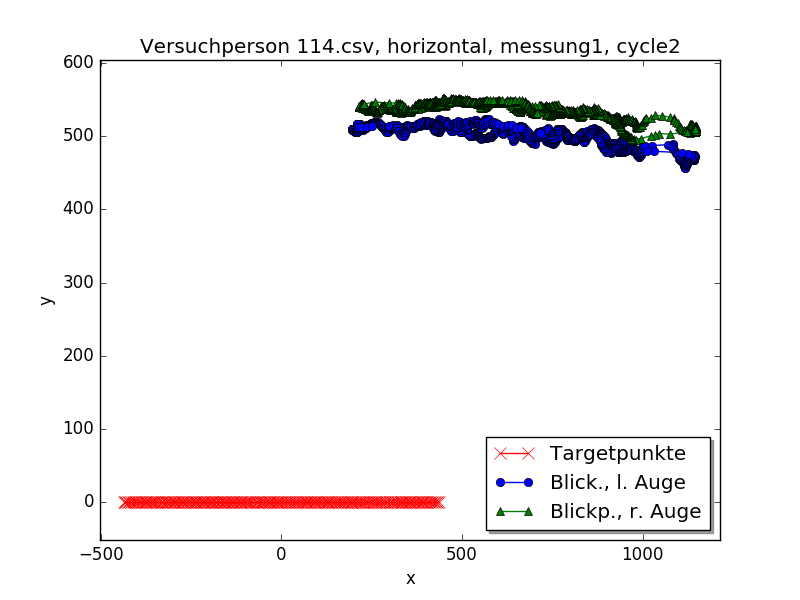 Versuchperson 114.csv, horizontal, messung1, cycle2
600
500
400
300
200
100
0
y
−500
0
500
1000
x
Targetpunkte
Blick., l. Auge
Blickp., r. Auge